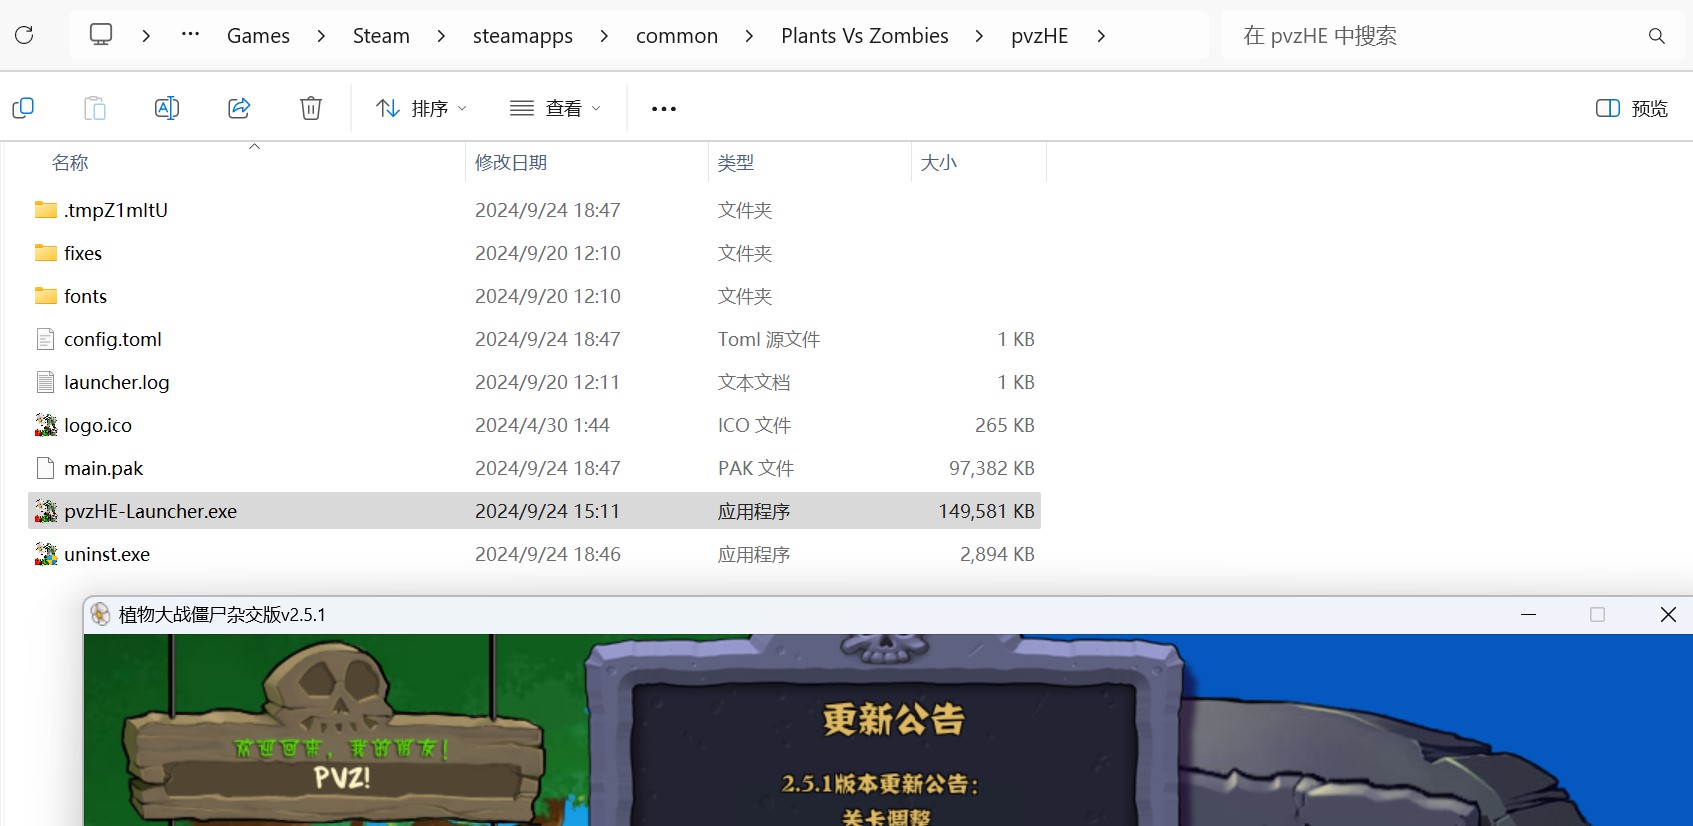 Games Steam steamapps common Plants Vs Zombies pvzHE 在 pvzHE 中搜索
排序 查看 预览
名称 修改日期 类型 大小
.tmpZ1mltU 2024/9/24 18:47 文件夹
fixes 2024/9/20 12:10 文件夹
fonts 2024/9/20 12:10 文件夹
config.toml 2024/9/24 18:47 Toml 源文件 1 KB
launcher.log 2024/9/20 12:11 文本文档 1 KB
logo.ico 2024/4/30 1:44 ICO 文件 265 KB
main.pak 2024/9/24 18:47 PAK 文件 97,382 KB
pvzHE-Launcher.exe 2024/9/24 15:11 应用程序 149,581 KB
uninst.exe 2024/9/24 18:46 应用程序 2,894 KB
植物大战僵尸杂交版v2.5.1
更新公告
欢迎回来，我的朋友！
PVZ!
2.5.1版本更新公告：
关卡调整